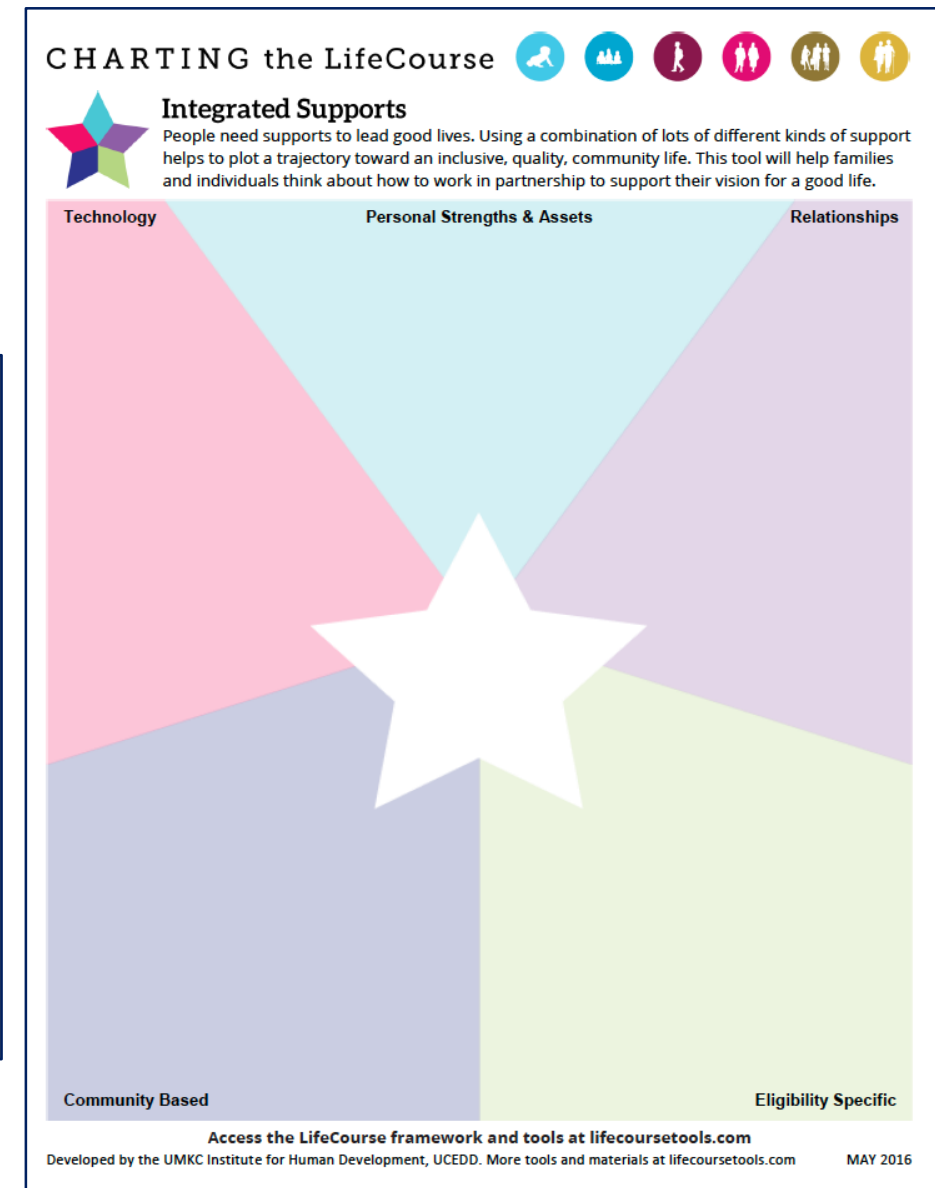 CHARTING the LifeCourse
Integrated Supports
People need supports to lead good lives. Using a combination of lots of different kinds of support
helps to plot a trajectory toward an inclusive, quality, community life. This tool will help families
and individuals think about how to work in partnership to support their vision for a good life.
Technology Personal Strengths & Assets Relationships
Community Based Eligibility Specific
Access the LifeCourse framework and tools at lifecoursetools.com
Developed by the UMKC Institute for Human Development, UCEDD. More tools and materials at lifecoursetools.com MAY 2016